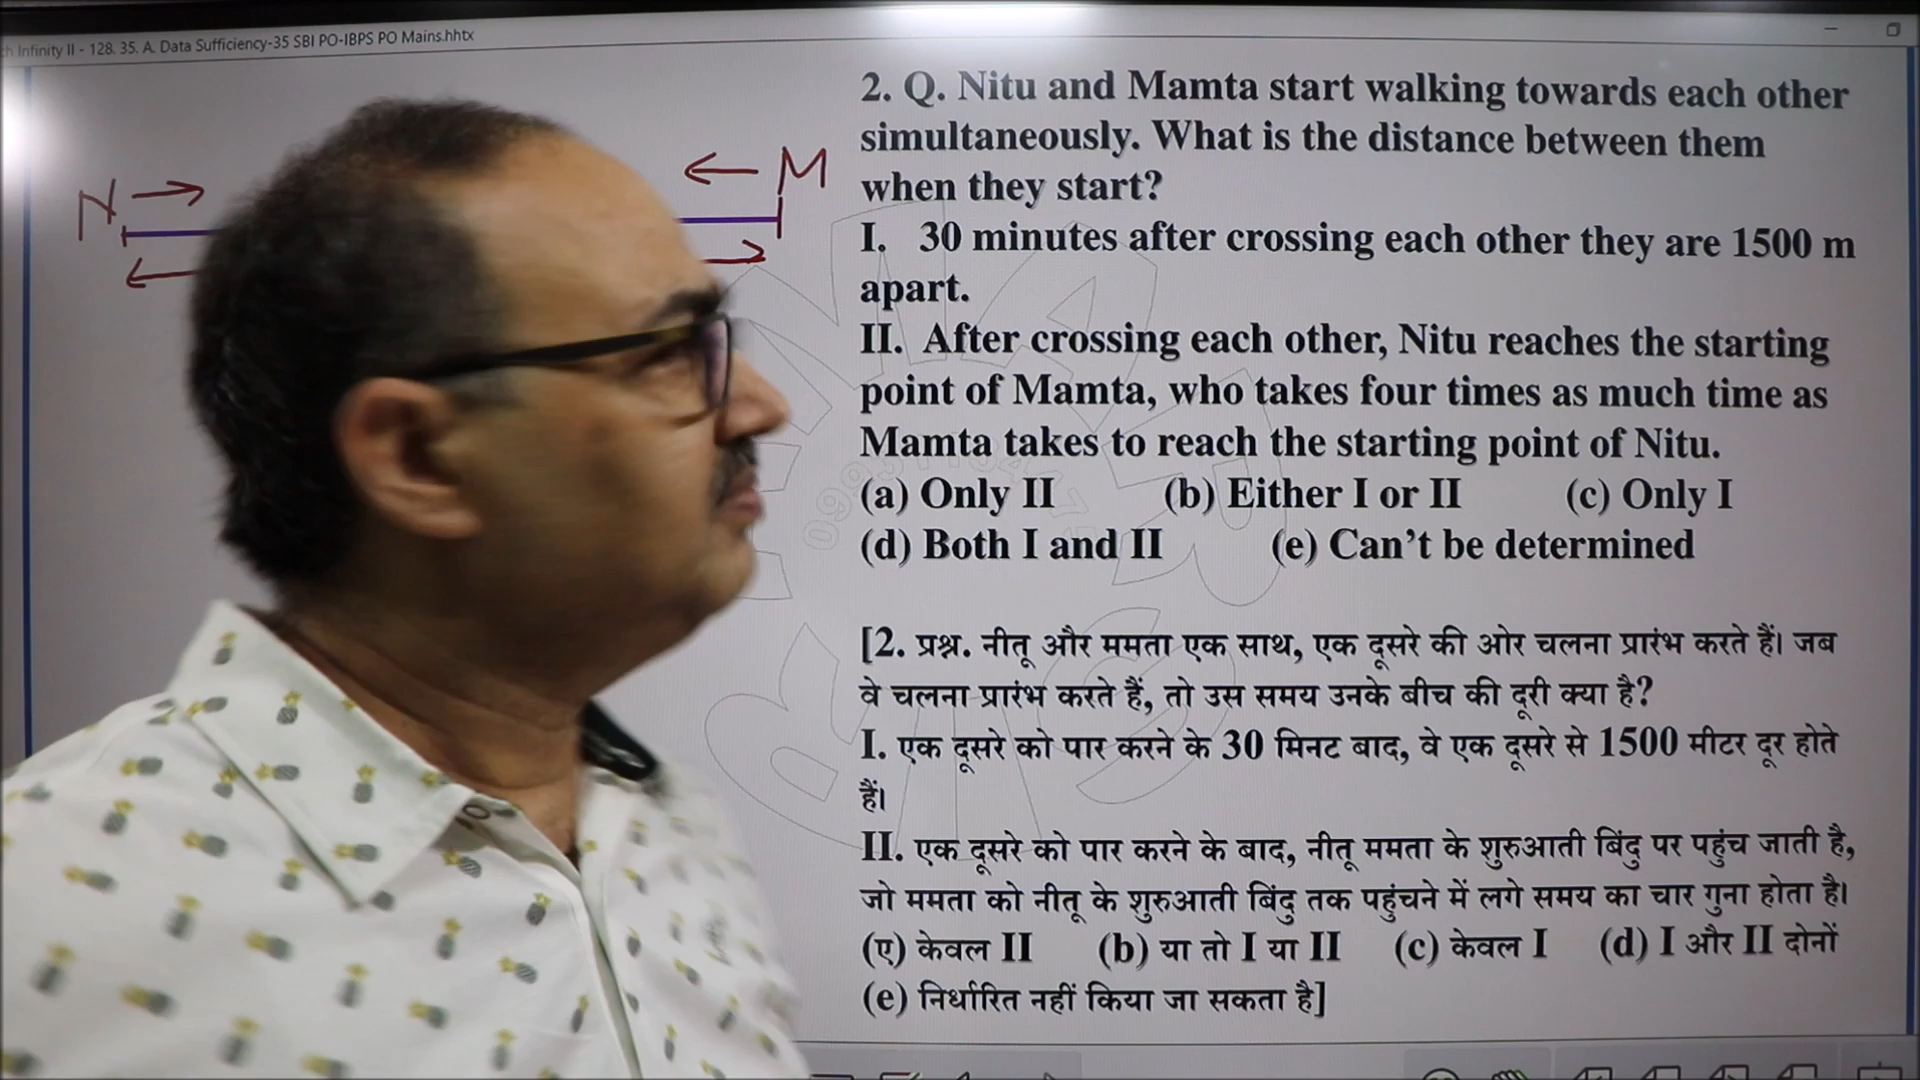 h Infinity II - 128. 35. A. Data Sufficiency-35 SBI PO-IBPS PO Mains.hhtx
N
M
2. Q. Nitu and Mamta start walking towards each other
simultaneously. What is the distance between them
when they start?
I. 30 minutes after crossing each other they are 1500 m
apart.
II. After crossing each other, Nitu reaches the starting
point of Mamta, who takes four times as much time as
Mamta takes to reach the starting point of Nitu.
(a) Only II (b) Either I or II (c) Only I
(d) Both I and II (e) Can't be determined
[2. प्रश्न. नीतू और ममता एक साथ, एक दूसरे की ओर चलना प्रारंभ करते हैं। जब
वे चलना प्रारंभ करते हैं, तो उस समय उनके बीच की दूरी क्या है?
I. एक दूसरे को पार करने के 30 मिनट बाद, वे एक दूसरे से 1500 मीटर दूर होते
हैं।
II. एक दूसरे को पार करने के बाद, नीतू ममता के शुरुआती बिंदु पर पहुंच जाती है,
जो ममता को नीतू के शुरुआती बिंदु तक पहुंचने में लगे समय का चार गुना होता है।
(ए) केवल II (b) या तो I या II (c) केवल I (d) I और II दोनों
(e) निर्धारित नहीं किया जा सकता है]